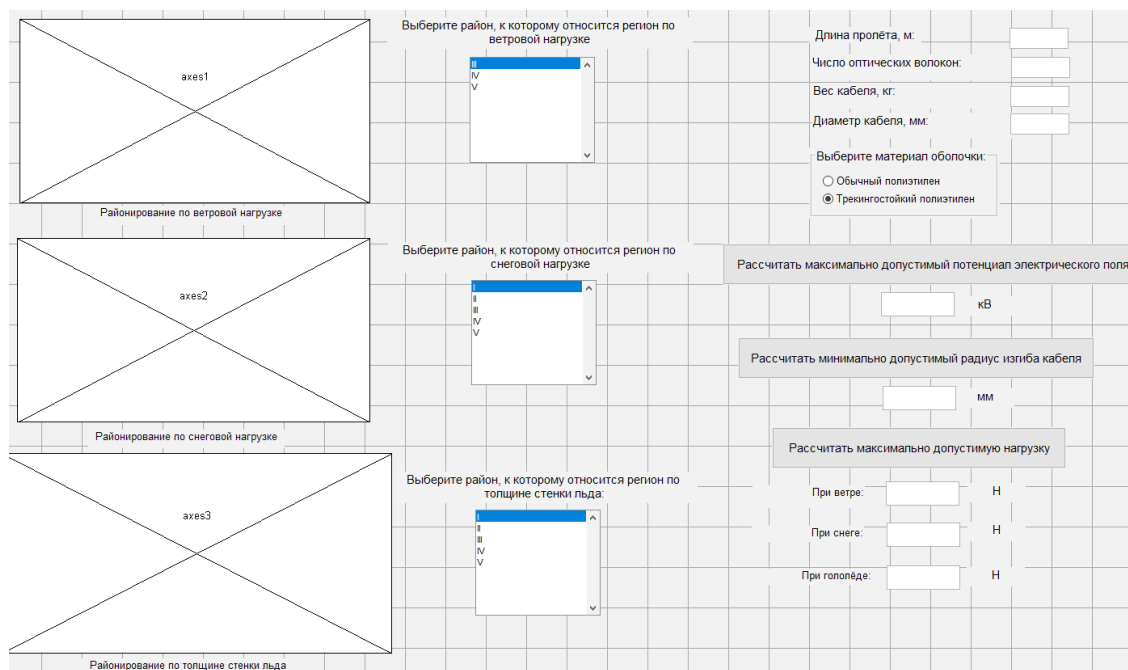 axes1
Районирование по ветровой нагрузке
Выберите район, к которому относится регион по
ветровой нагрузке
III
IV
V
axes2
Районирование по снеговой нагрузке
Выберите район, к которому относится регион по
снеговой нагрузке
I
II
III
IV
V
axes3
Районирование по толщине стенки льда
Выберите район, к которому относится регион по
толщине стенки льда:
I
II
III
IV
V
Длина пролёта, м:
Число оптических волокон:
Вес кабеля, кг:
Диаметр кабеля, мм:
Выберите материал оболочки:
Обычный полиэтилен
Трекингостойкий полиэтилен
Рассчитать максимально допустимый потенциал электрического поля
кВ
Рассчитать минимально допустимый радиус изгиба кабеля
мм
Рассчитать максимально допустимую нагрузку
При ветре: Н
При снеге: Н
При гололёде: Н